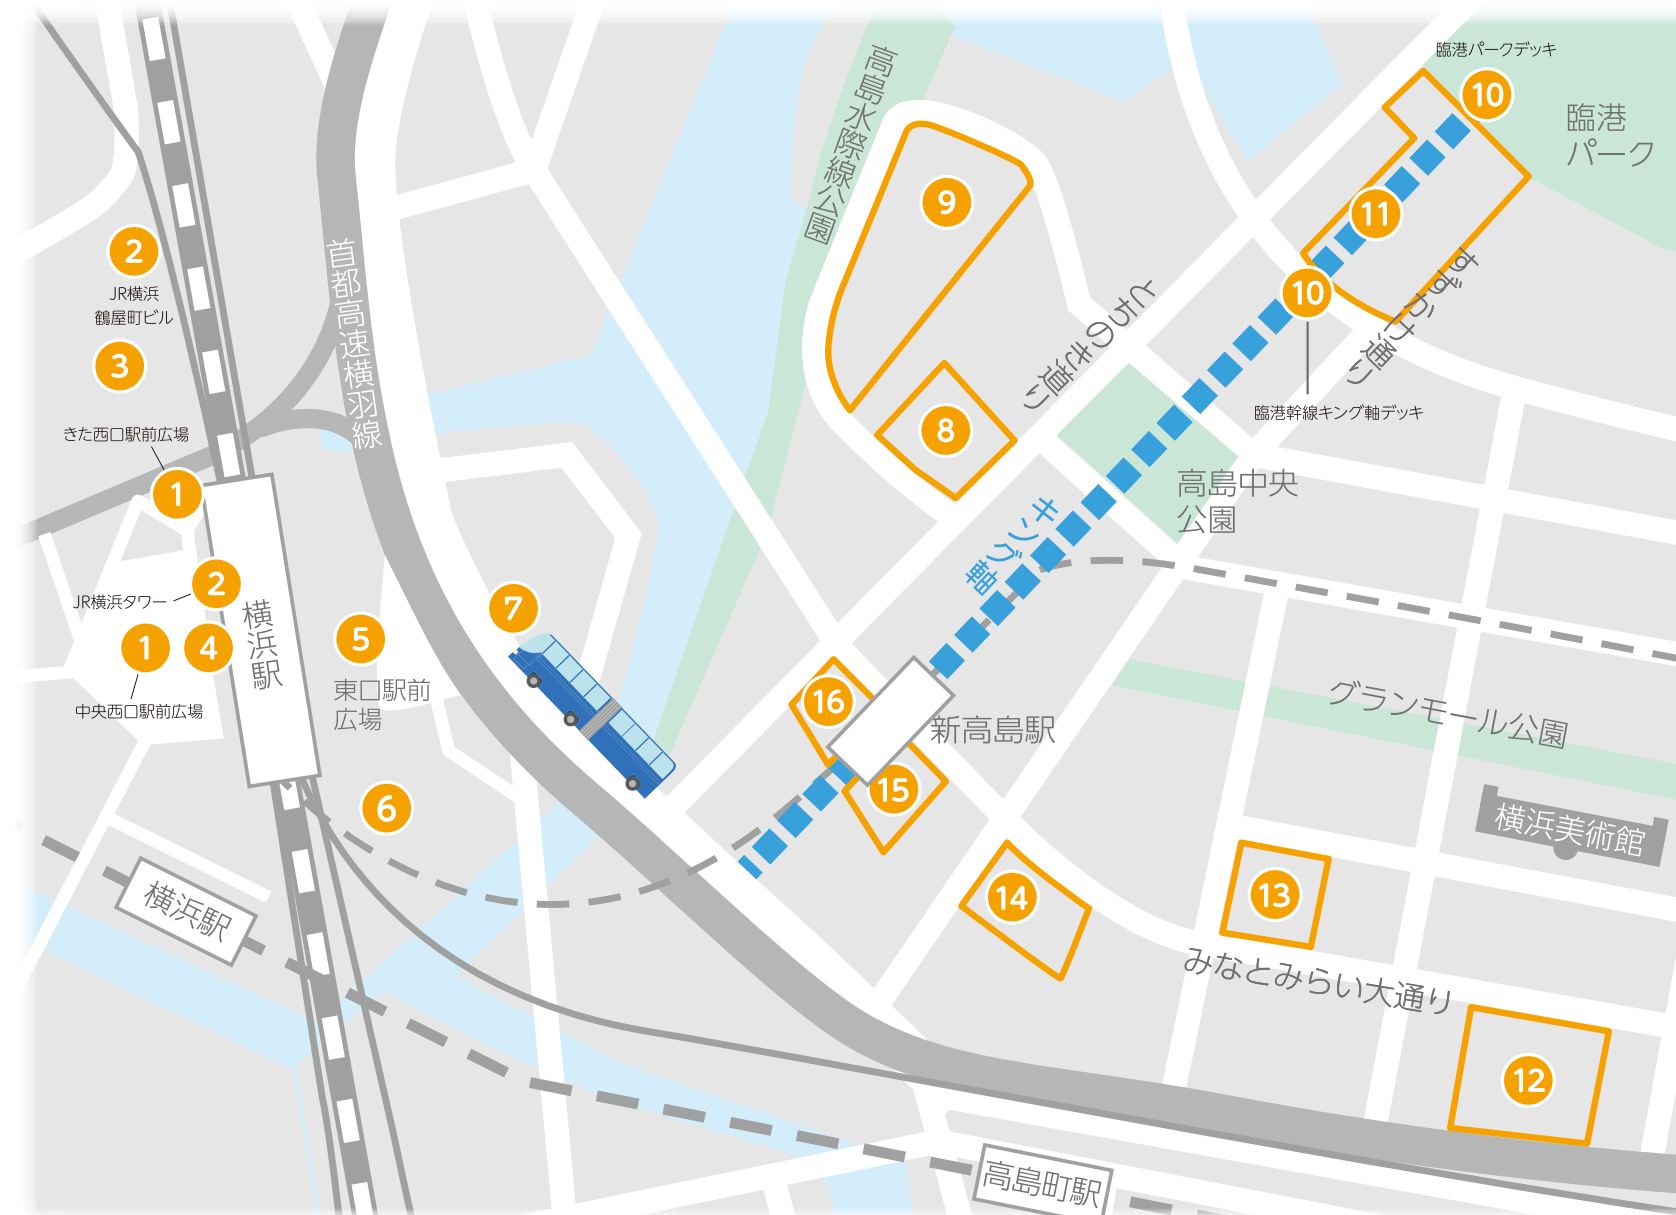 臨港パークデッキ
10
臨港
パーク
高島水際線公園
9
11
2
JR横浜
鶴屋町ビル
首都高速横羽線
10
すずかけ通り
とちのき通り
3
8
臨港幹線キング軸デッキ
きた西口駅前広場
1
高島中央
公園
キング軸
2
JR横浜タワー
横浜駅
7
1
4
5
東口駅前
広場
中央西口駅前広場
16
新高島駅
グランモール公園
15
6
横浜美術館
横浜駅
14
13
みなとみらい大通り
12
高島町駅